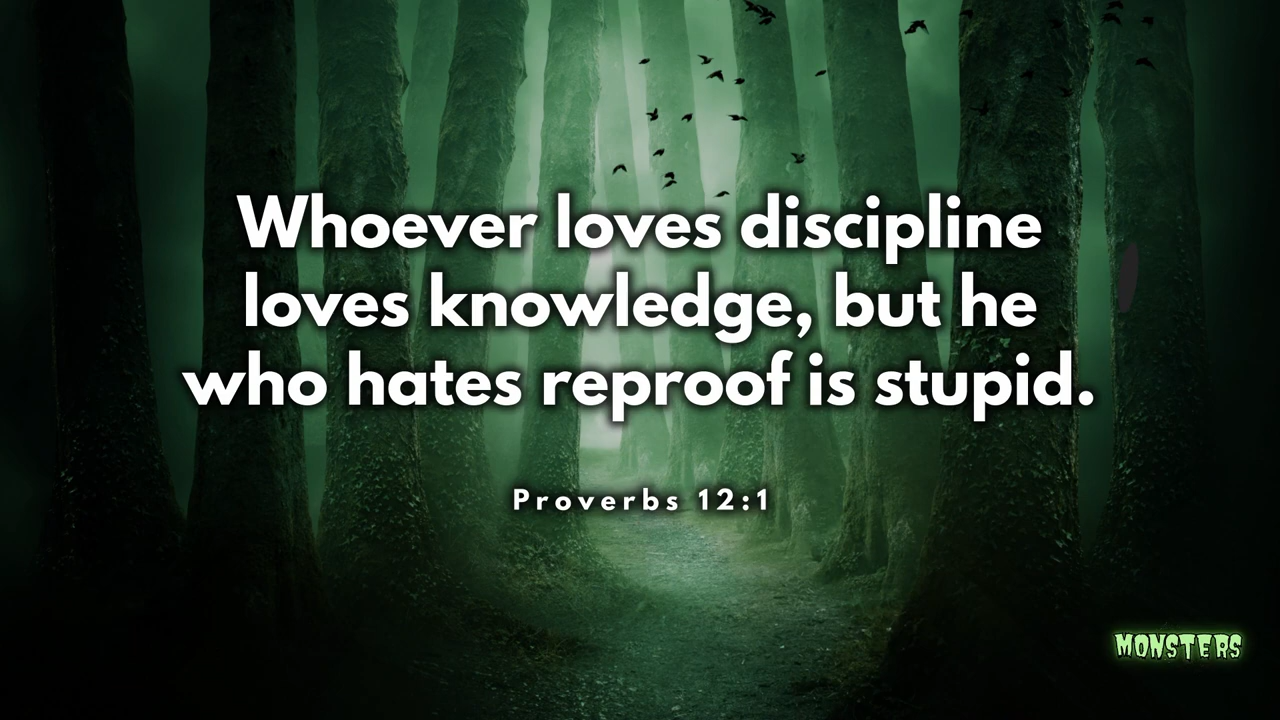 Whoever loves discipline
loves knowledge, but he
who hates reproof is stupid.
Proverbs 12:1
MONSTERS